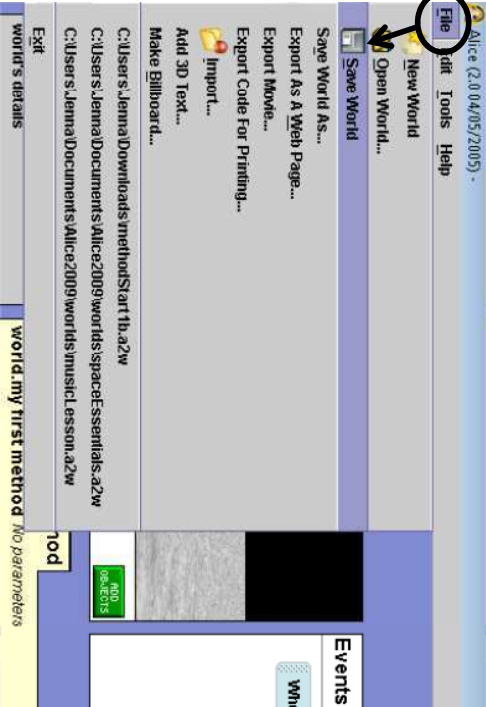 Alice (2.0 04/05/2005) -
File Edit Tools Help
New World
Open World...
Save World
Save World As...
Export As A Web Page...
Export Movie...
Export Code For Printing...
Import...
Add 3D Text...
Make Billboard...
C:\Users\Jenna\Downloads\methodStart1b.a2w
C:\Users\Jenna\Documents\Alice2009\worlds\spaceEssentials.a2w
C:\Users\Jenna\Documents\Alice2009\worlds\musicLesson.a2w
Exit
world's details
ADD
OBJECTS
Events
Whe
nod
world.my first method No parameters